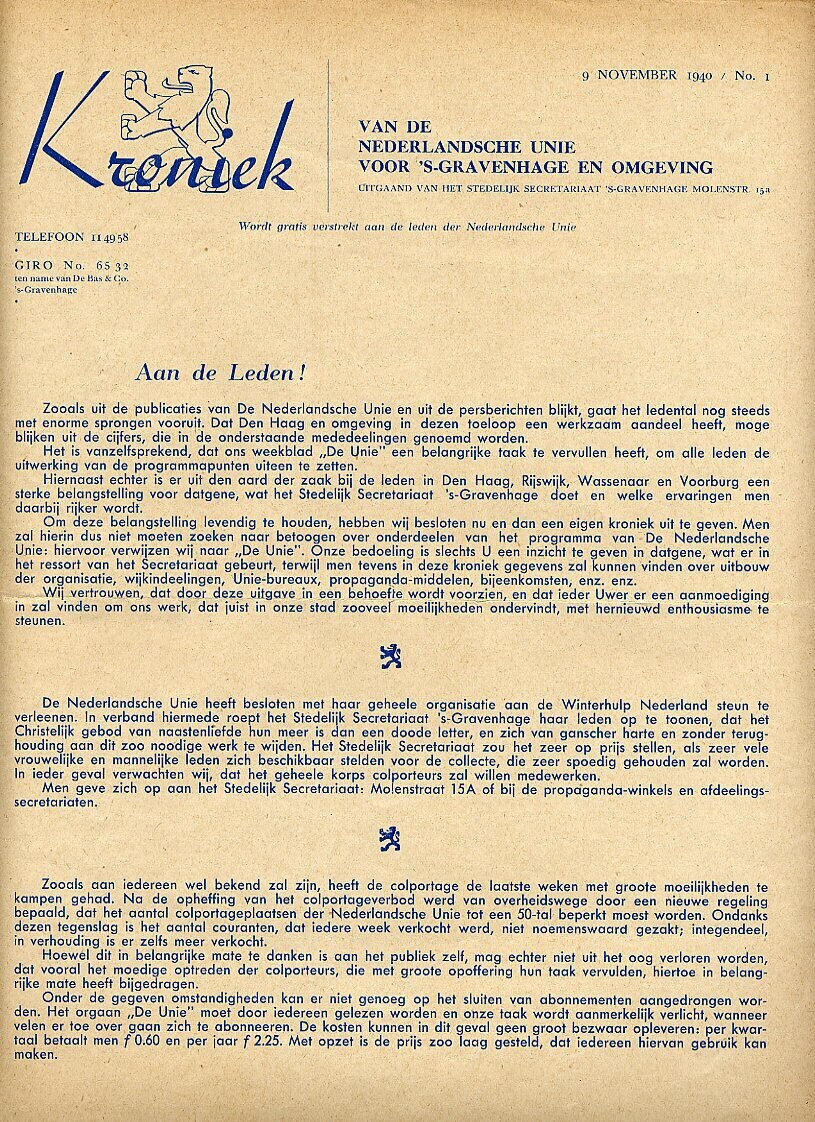 Kroniek
9 NOVEMBER 1940 / No. 1
VAN DE
NEDERLANDSCHE UNIE
VOOR 'S-GRAVENHAGE EN OMGEVING
UITGAAND VAN HET STEDELIJK SECRETARIAAT 'S-GRAVENHAGE MOLENSTR. 15a
Wordt gratis verstrekt aan de leden der Nederlandsche Unie
TELEFOON 114958
•
GIRO No. 6532
ten name van De Bas & Co.
's-Gravenhage
•
Aan de Leden!
Zooals uit de publicaties van De Nederlandsche Unie en uit de persberichten blijkt, gaat het ledental nog steeds
met enorme sprongen vooruit. Dat Den Haag en omgeving in dezen toeloop een werkzaam aandeel heeft, moge
blijken uit de cijfers, die in de onderstaande mededeelingen genoemd worden.
Het is vanzelfsprekend, dat ons weekblad „De Unie" een belangrijke taak te vervullen heeft, om alle leden de
uitwerking van de programmapunten uiteen te zetten.
Hiernaast echter is er uit den aard der zaak bij de leden in Den Haag, Rijswijk, Wassenaar en Voorburg een
sterke belangstelling voor datgene, wat het Stedelijk Secretariaat 's-Gravenhage doet en welke ervaringen men
daarbij rijker wordt.
Om deze belangstelling levendig te houden, hebben wij besloten nu en dan een eigen kroniek uit te geven. Men
zal hierin dus niet moeten zoeken naar betoogen over onderdeelen van het programma van De Nederlandsche
Unie: hiervoor verwijzen wij naar „De Unie". Onze bedoeling is slechts U een inzicht te geven in datgene, wat er in
het ressort van het Secretariaat gebeurt, terwijl men tevens in deze kroniek gegevens zal kunnen vinden over uitbouw
der organisatie, wijkindeelingen, Unie-bureaux, propaganda-middelen, bijeenkomsten, enz. enz.
Wij vertrouwen, dat door deze uitgave in een behoefte wordt voorzien, en dat ieder Uwer er een aanmoediging
in zal vinden om ons werk, dat juist in onze stad zooveel moeilijkheden ondervindt, met hernieuwd enthousiasme te
steunen.
De Nederlandsche Unie heeft besloten met haar geheele organisatie aan de Winterhulp Nederland steun te
verleenen. In verband hiermede roept het Stedelijk Secretariaat 's-Gravenhage haar leden op te toonen, dat het
Christelijk gebod van naastenliefde hun meer is dan een doode letter, en zich van ganscher harte en zonder terug-
houding aan dit zoo noodige werk te wijden. Het Stedelijk Secretariaat zou het zeer op prijs stellen, als zeer vele
vrouwelijke en mannelijke leden zich beschikbaar stelden voor de collecte, die zeer spoedig gehouden zal worden.
In ieder geval verwachten wij, dat het geheele korps colporteurs zal willen medewerken.
Men geve zich op aan het Stedelijk Secretariaat: Molenstraat 15A of bij de propaganda-winkels en afdeelings-
secretariaten.
Zooals aan iedereen wel bekend zal zijn, heeft de colportage de laatste weken met groote moeilijkheden te
kampen gehad. Na de opheffing van het colportageverbod werd van overheidswege door een nieuwe regeling
bepaald, dat het aantal colportageplaatsen der Nederlandsche Unie tot een 50-tal beperkt moest worden. Ondanks
dezen tegenslag is het aantal couranten, dat iedere week verkocht werd, niet noemenswaard gezakt; integendeel,
in verhouding is er zelfs meer verkocht.
Hoewel dit in belangrijke mate te danken is aan het publiek zelf, mag echter niet uit het oog verloren worden,
dat vooral het moedige optreden der colporteurs, die met groote opoffering hun taak vervulden, hiertoe in belang-
rijke mate heeft bijgedragen.
Onder de gegeven omstandigheden kan er niet genoeg op het sluiten van abonnementen aangedrongen wor-
den. Het orgaan „De Unie" moet door iedereen gelezen worden en onze taak wordt aanmerkelijk verlicht, wanneer
velen er toe over gaan zich te abonneeren. De kosten kunnen in dit geval geen groot bezwaar opleveren: per kwar-
taal betaalt men f 0.60 en per jaar f 2.25. Met opzet is de prijs zoo laag gesteld, dat iedereen hiervan gebruik kan
maken.